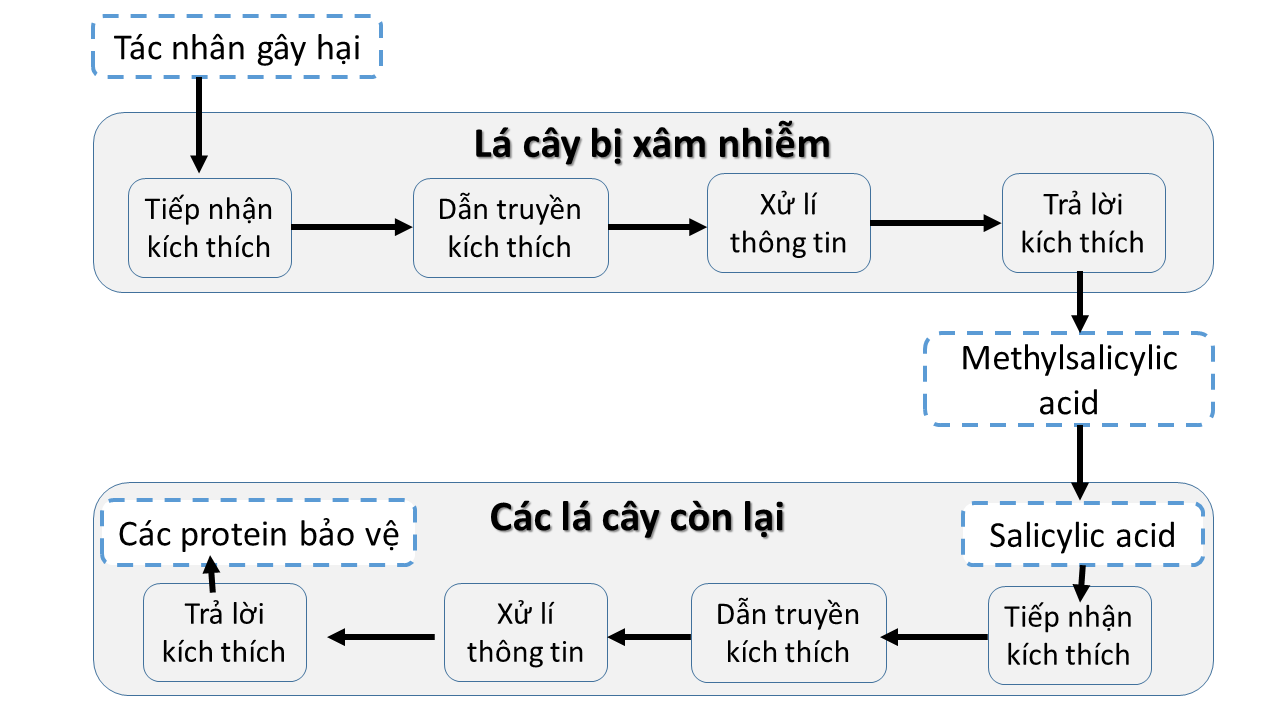 Tác nhân gây hại
Lá cây bị xâm nhiễm
Tiếp nhận
kích thích
Dẫn truyền
kích thích
Xử lí
thông tin
Trả lời
kích thích
Methylsalicylic
acid
Các lá cây còn lại
Salicylic acid
Tiếp nhận
kích thích
Dẫn truyền
kích thích
Xử lí
thông tin
Trả lời
kích thích
Các protein bảo vệ